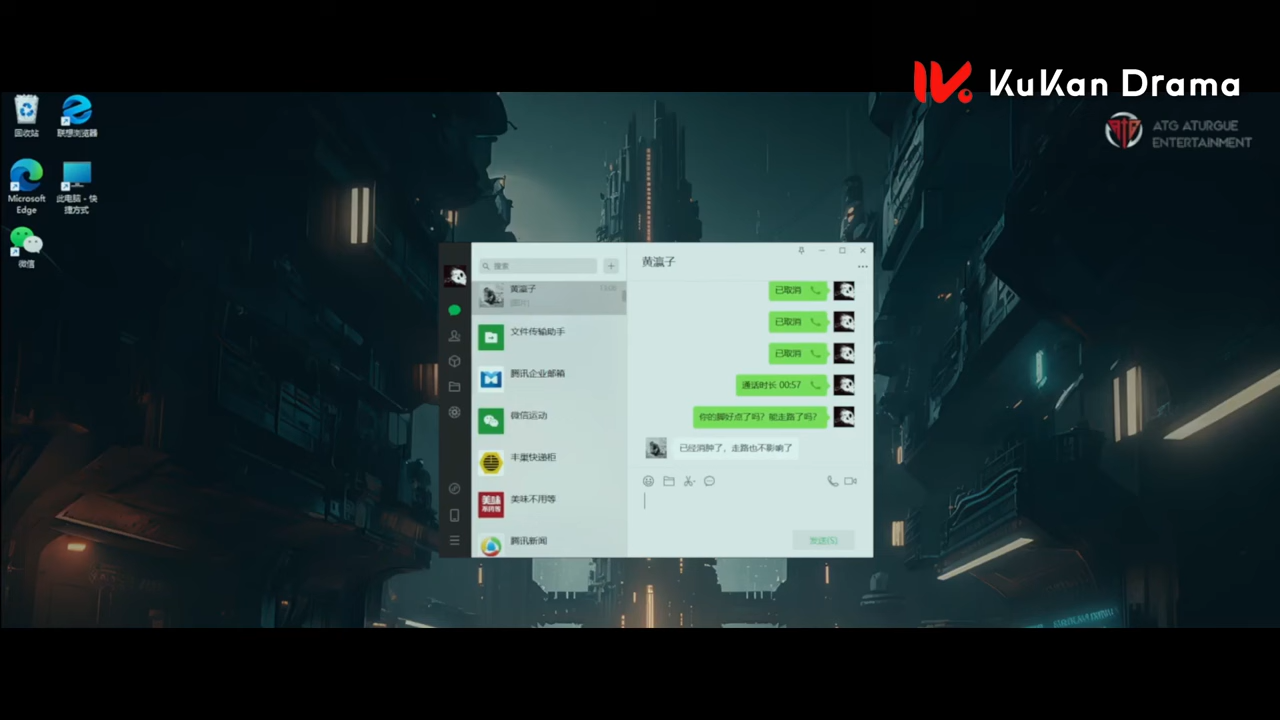 KuKan Drama
ATG ATURGUE
ENTERTAINMENT
回收站
联想浏览器
Microsoft
Edge
此电脑 - 快
捷方式
微信
搜索
黄瀛子
文件传输助手
腾讯企业邮箱
微信运动
丰巢快递柜
美味不用等
腾讯新闻
黄瀛子
已取消
已取消
已取消
通话时长 00:57
你的脚好点了吗？能走路了吗？
已经消肿了，走路也不影响了
发送(S)